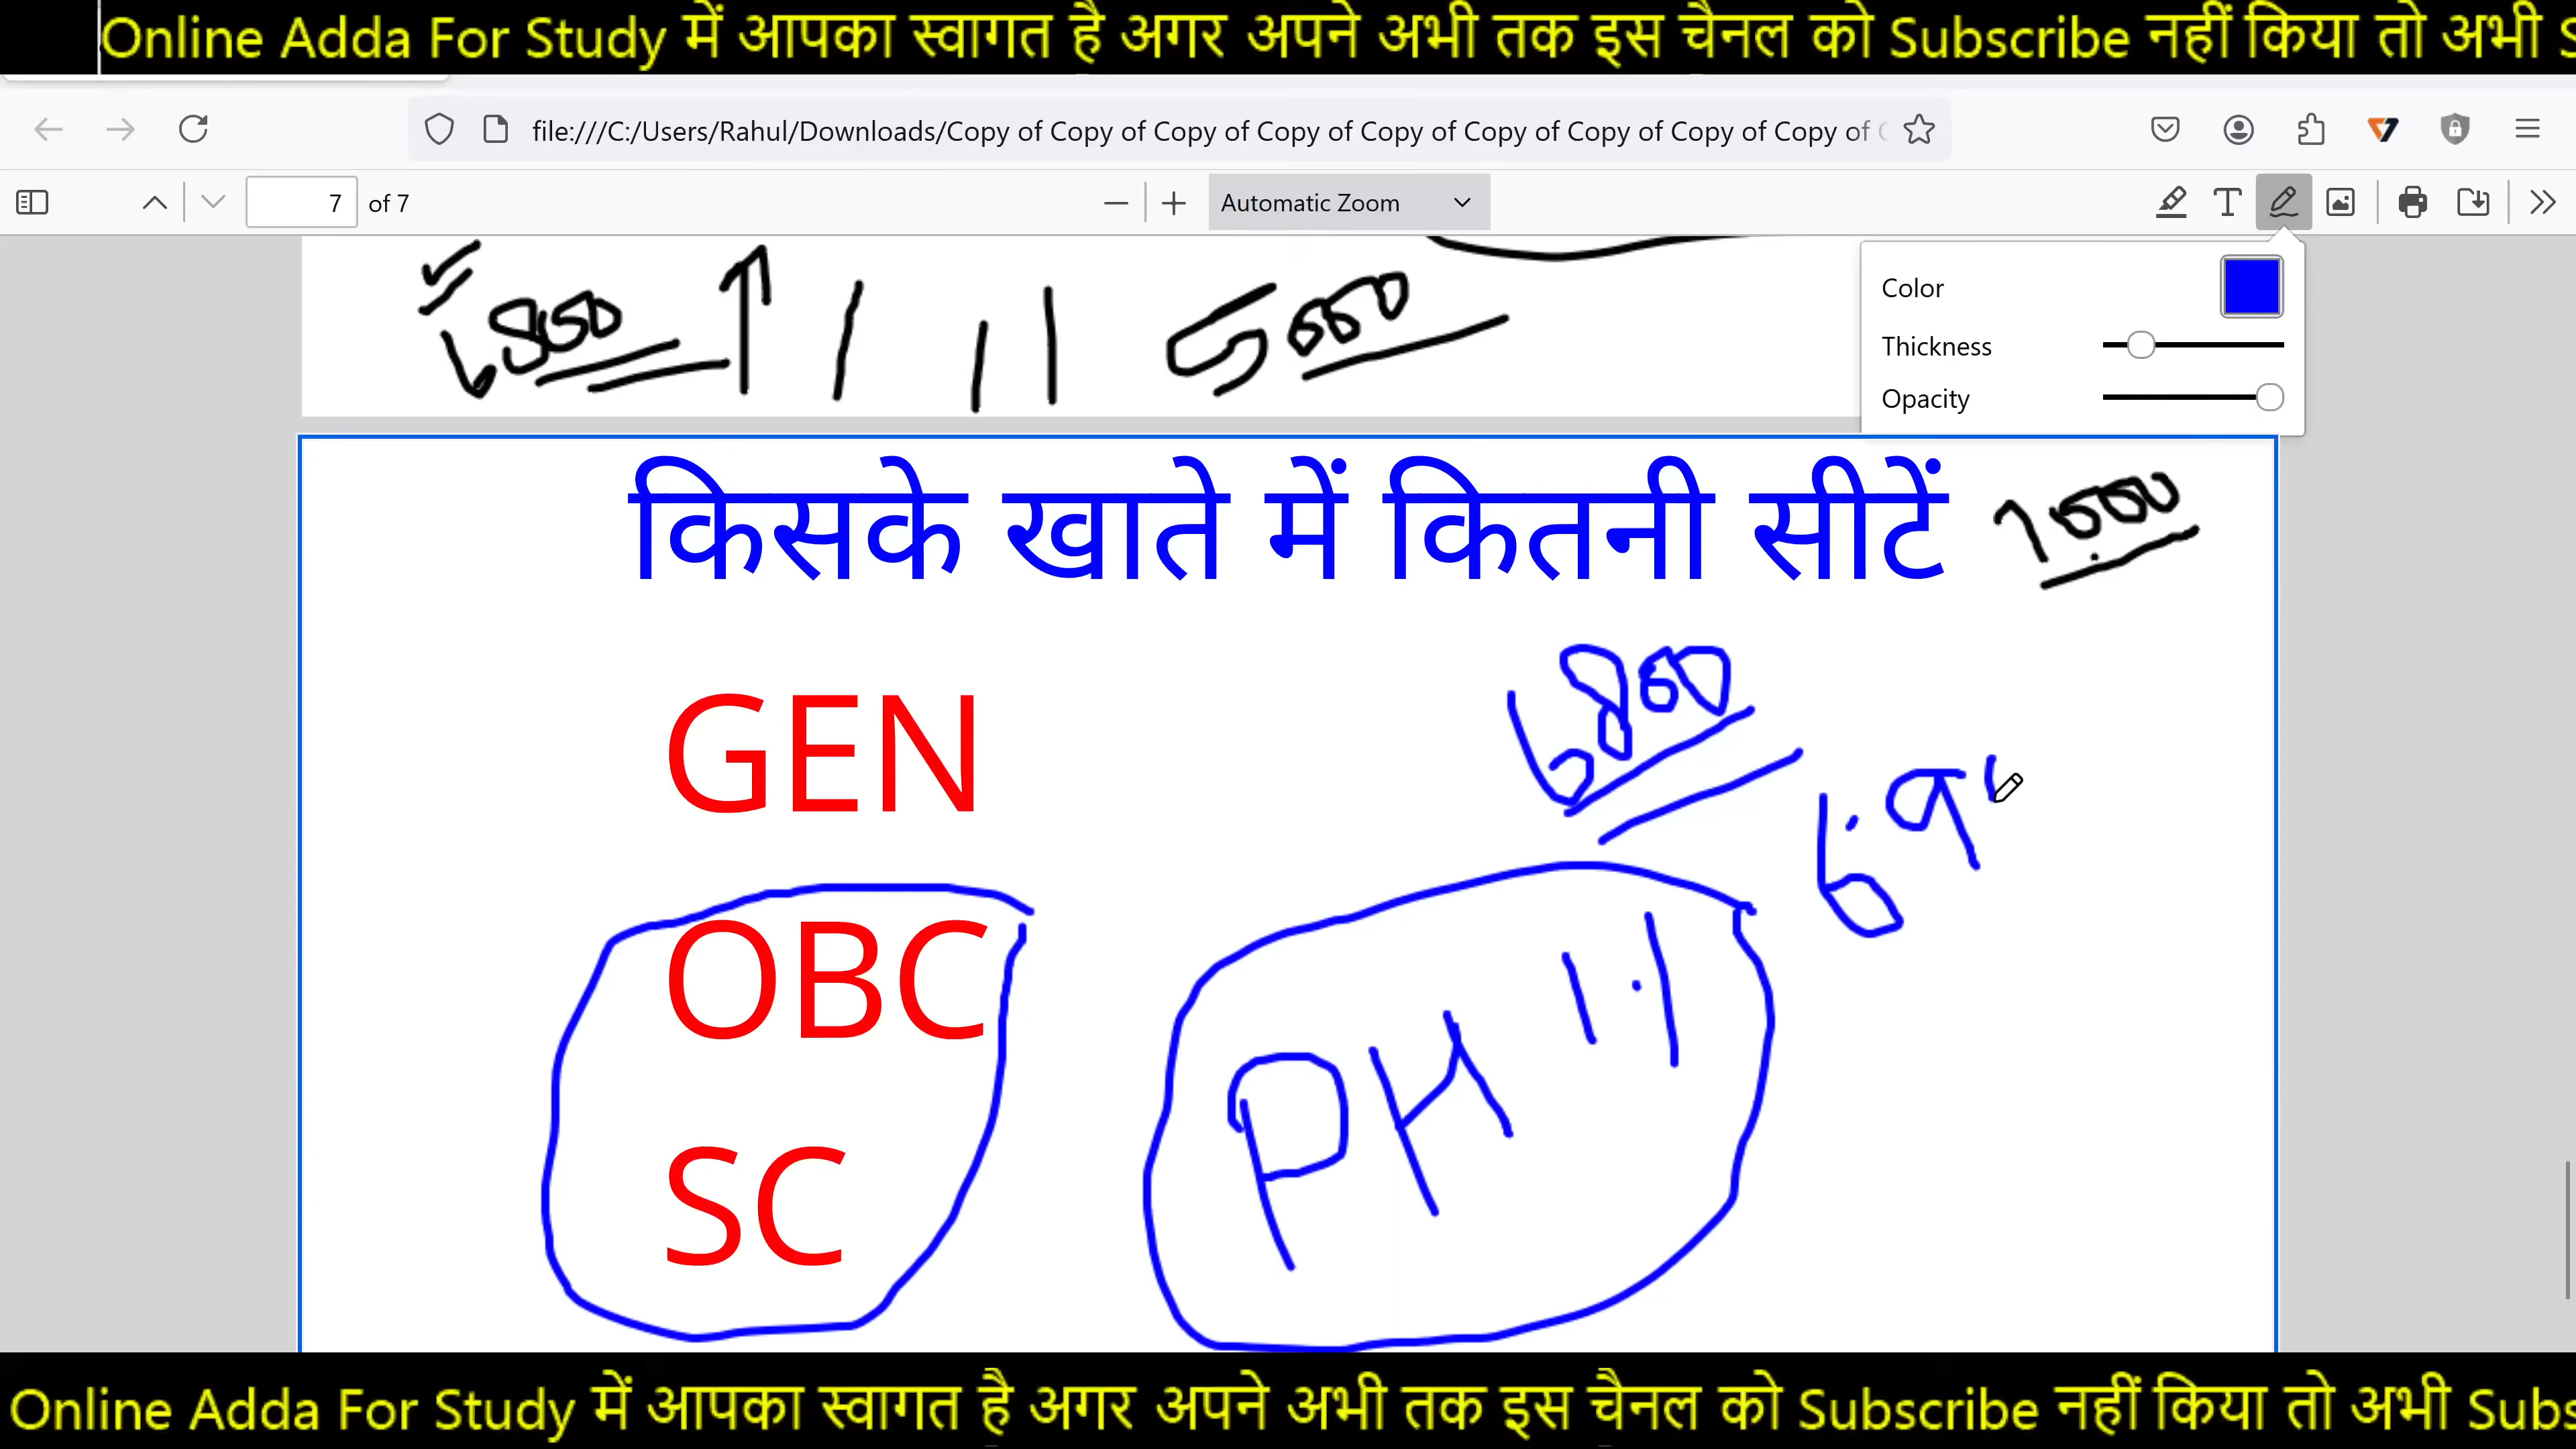 Online Adda For Study में आपका स्वागत है अगर अपने अभी तक इस चैनल को Subscribe नहीं किया तो अभी S
file:///C:/Users/Rahul/Downloads/Copy of Copy of Copy of Copy of Copy of Copy of Copy of Copy of Copy of
7 of 7
Automatic Zoom
Color
Thickness
Opacity
6800
5000
किसके खाते में कितनी सीटें
GEN
6800
OBC
PH 1.1
SC
Online Adda For Study में आपका स्वागत है अगर अपने अभी तक इस चैनल को Subscribe नहीं किया तो अभी Subs